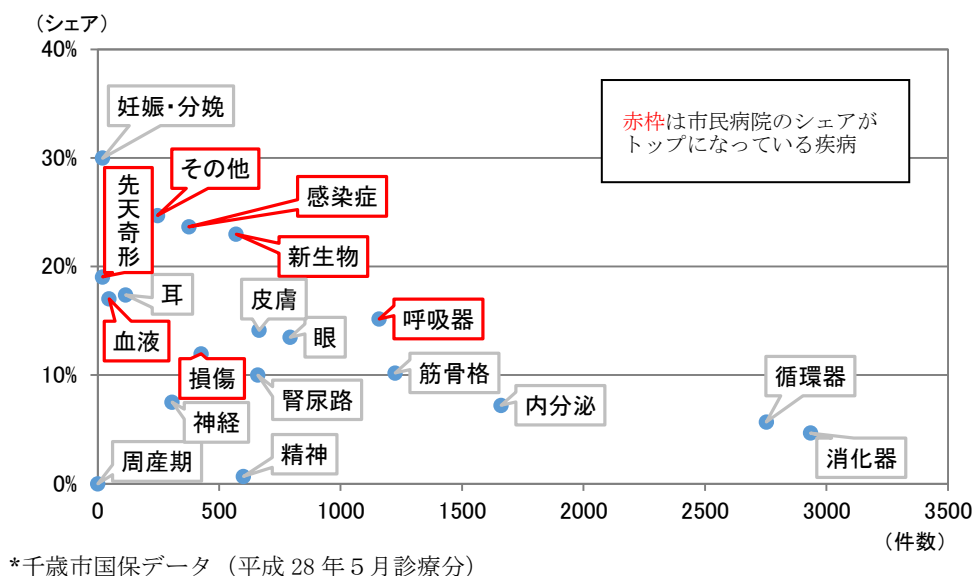 (シェア)
40%
30%
20%
10%
0%
0
500
1000
1500
2000
2500
3000
3500
(件数)
赤枠は市民病院のシェアが
トップになっている疾病
妊娠・分娩
その他
先天奇形
感染症
新生物
耳
血液
皮膚
眼
呼吸器
損傷
神経
腎尿路
筋骨格
内分泌
循環器
消化器
周産期
精神
*千歳市国保データ（平成 28 年５月診療分）